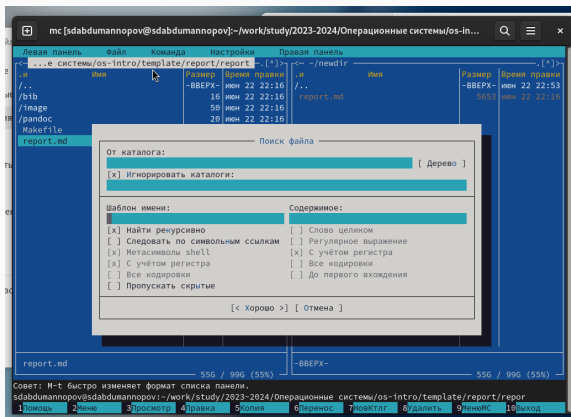 mc [sdabdumannopov@sdabdumannopov]:~/work/study/2023-2024/Операционные системы/os-in...
Левая панель Файл Команда Настройки Правая панель
...е системы/os-intro/template/report/report .[^]> <- ~/newdir .[^]>
.и Имя Размер Время правки .и Имя Размер Время правки
/.. -ВВЕРХ- июн 22 22:16 /.. -ВВЕРХ- июн 22 22:53
/bib 16 июн 22 22:16 report.md 5653 июн 22 22:16
/image 50 июн 22 22:16
/pandoc 20 июн 22 22:16
Makefile
report.md
Поиск файла
От каталога:
[ Дерево ]
[x] Игнорировать каталоги:
Шаблон имени: Содержимое:
[x] Найти рекурсивно [ ] Слово целиком
[ ] Следовать по символьным ссылкам [ ] Регулярное выражение
[x] Метасимволы shell [x] С учётом регистра
[x] С учётом регистра [ ] Все кодировки
[ ] Все кодировки [ ] До первого вхождения
[ ] Пропускать скрытые
[< Хорошо >] [ Отмена ]
report.md -ВВЕРХ-
55G / 99G (55%) 55G / 99G (55%)
Совет: M-t быстро изменяет формат списка панели.
sdabdumannopov@sdabdumannopov:~/work/study/2023-2024/Операционные системы/os-intro/template/report/repor
1Помощь 2Меню 3Просмотр 4Правка 5Копия 6Перенос 7НовКтлг 8Удалить 9МенюMC 10Выход